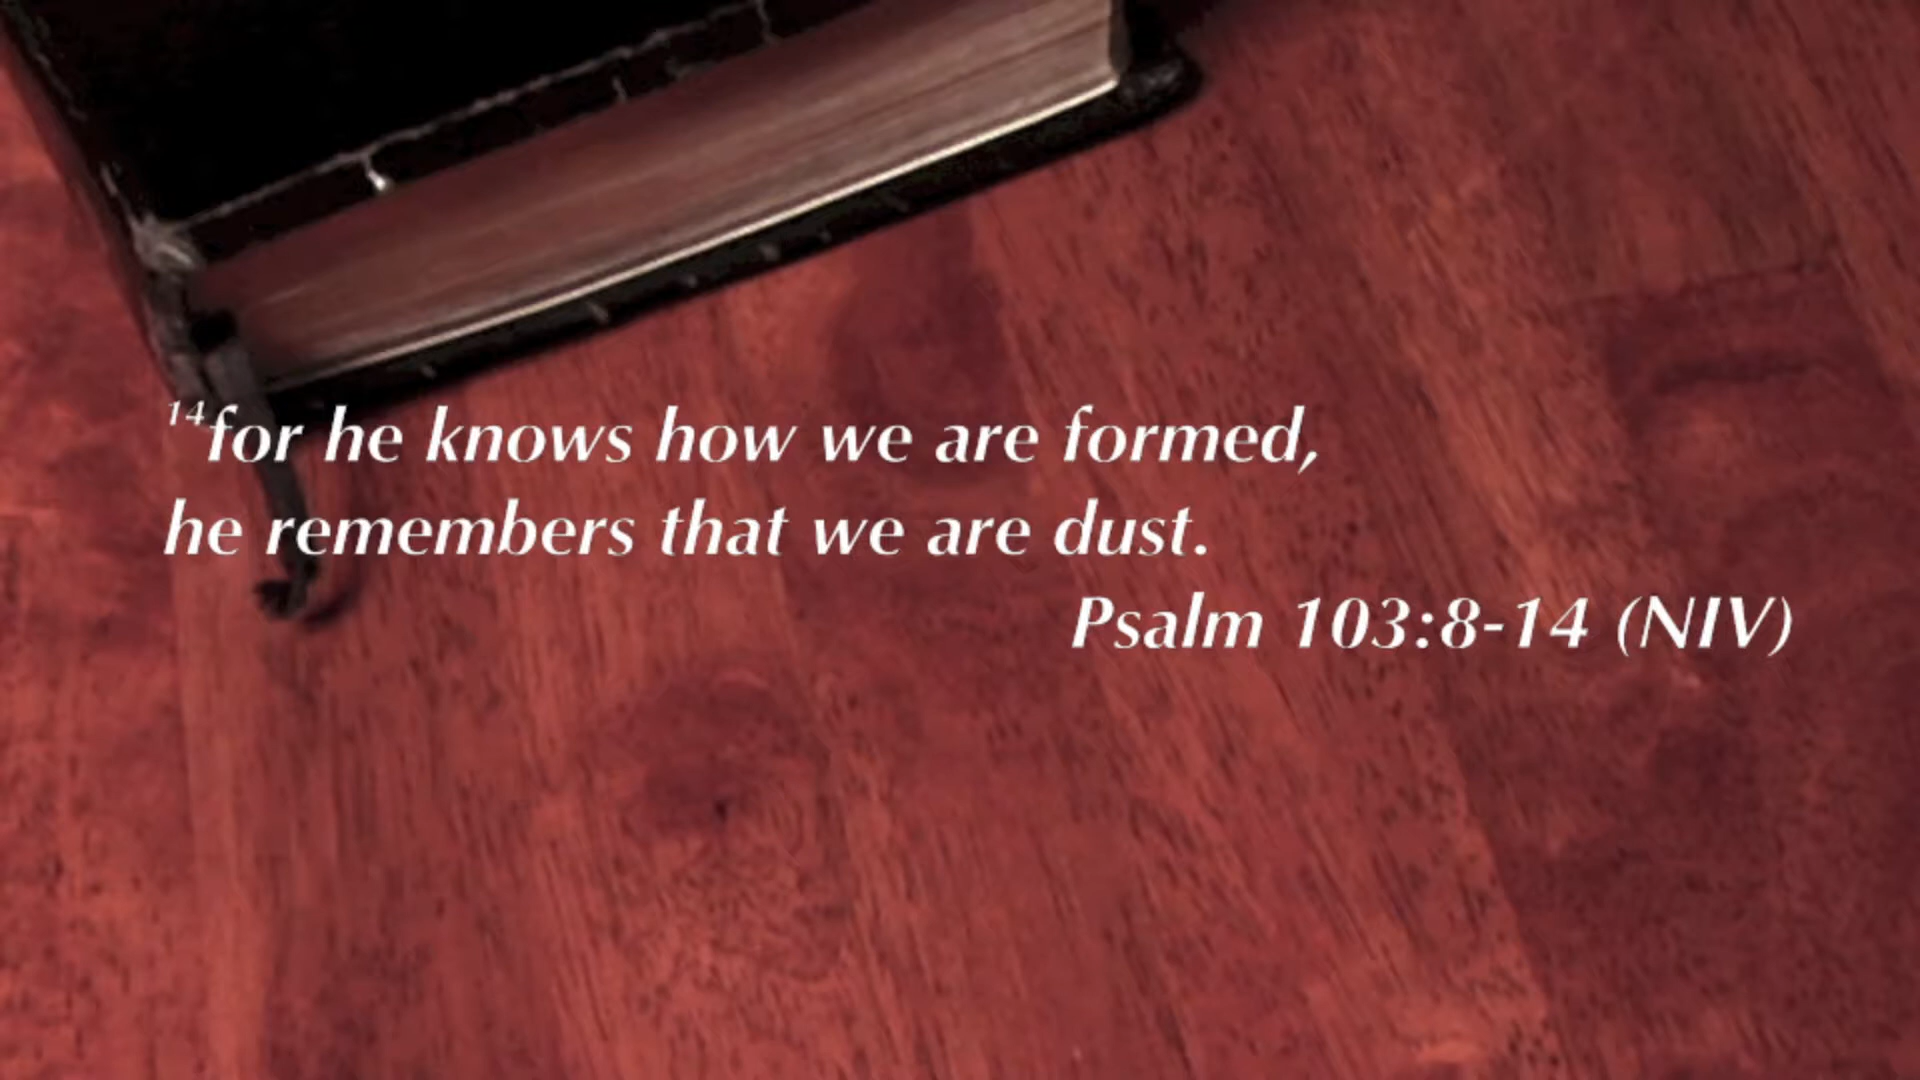 14for he knows how we are formed,
he remembers that we are dust.
Psalm 103:8-14 (NIV)